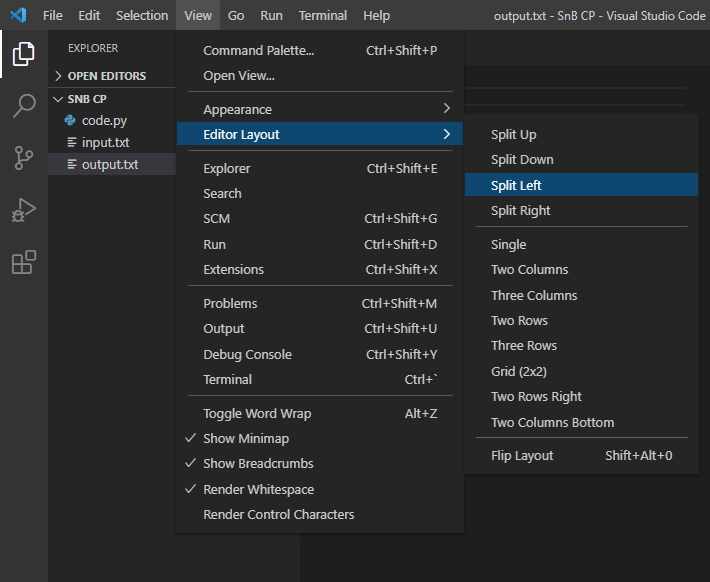 File Edit Selection View Go Run Terminal Help output.txt - SnB CP - Visual Studio Code
EXPLORER
OPEN EDITORS
SNB CP
code.py
input.txt
output.txt
Command Palette... Ctrl+Shift+P
Open View...
Appearance
Editor Layout
Explorer Ctrl+Shift+E
Search
SCM Ctrl+Shift+G
Run Ctrl+Shift+D
Extensions Ctrl+Shift+X
Problems Ctrl+Shift+M
Output Ctrl+Shift+U
Debug Console Ctrl+Shift+Y
Terminal Ctrl+`
Toggle Word Wrap Alt+Z
Show Minimap
Show Breadcrumbs
Render Whitespace
Render Control Characters
Split Up
Split Down
Split Left
Split Right
Single
Two Columns
Three Columns
Two Rows
Three Rows
Grid (2x2)
Two Rows Right
Two Columns Bottom
Flip Layout Shift+Alt+0